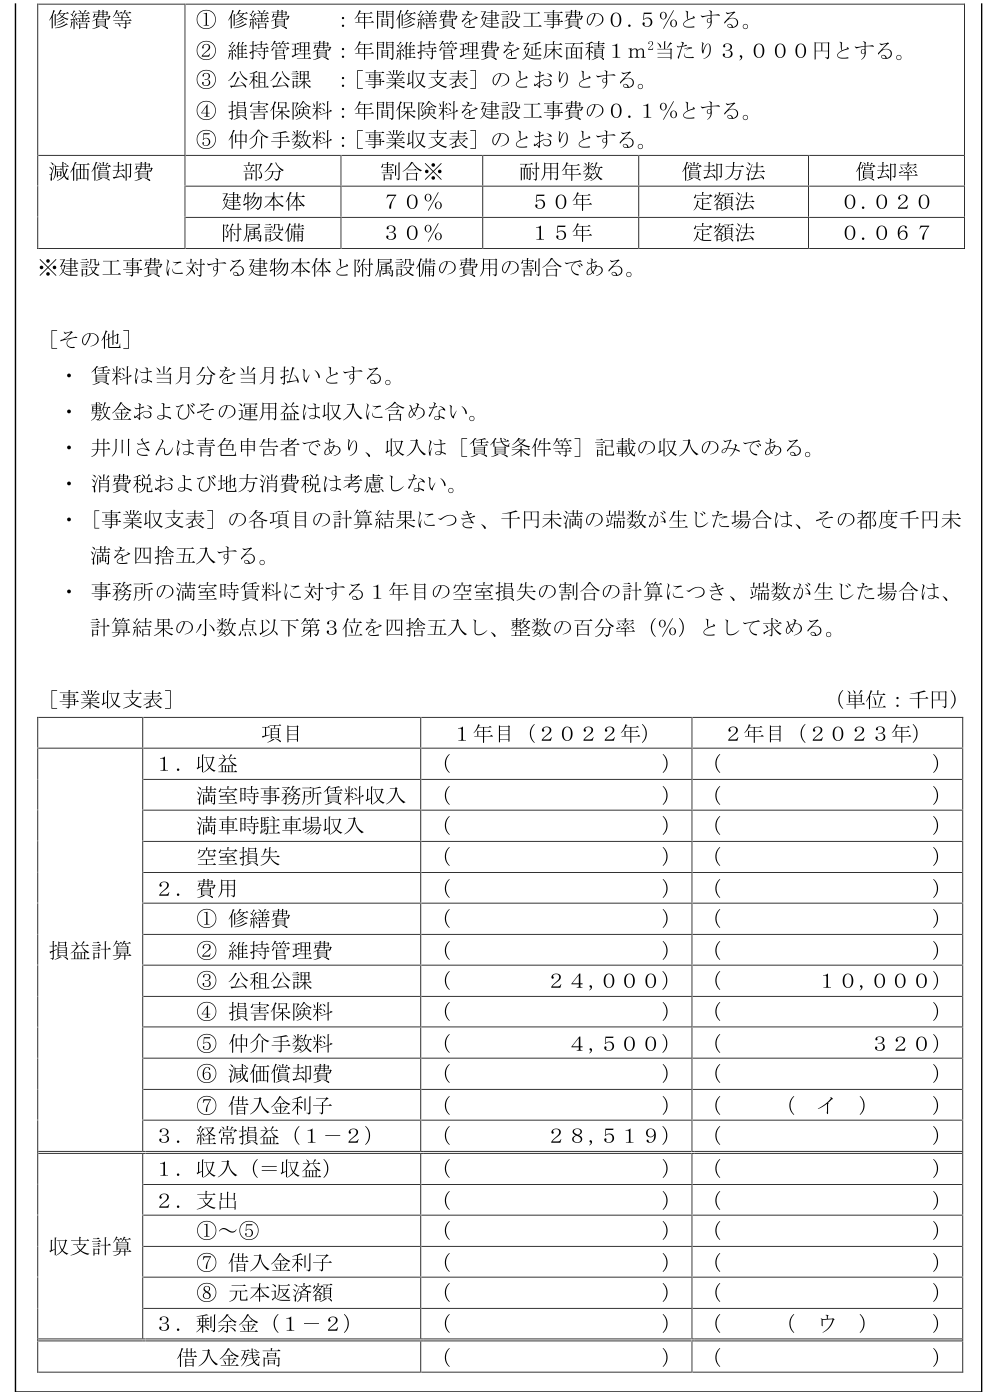 修繕費等 ① 修繕費　　：年間修繕費を建設工事費の０．５％とする。
② 維持管理費：年間維持管理費を延床面積１m²当たり３,０００円とする。
③ 公租公課　：［事業収支表］のとおりとする。
④ 損害保険料：年間保険料を建設工事費の０．１％とする。
⑤ 仲介手数料：［事業収支表］のとおりとする。
減価償却費 部分 割合※ 耐用年数 償却方法 償却率
建物本体 ７０％ ５０年 定額法 ０．０２０
附属設備 ３０％ １５年 定額法 ０．０６７
※建設工事費に対する建物本体と附属設備の費用の割合である。
［その他］
・ 賃料は当月分を当月払いとする。
・ 敷金およびその運用益は収入に含めない。
・ 井川さんは青色申告者であり、収入は［賃貸条件等］記載の収入のみである。
・ 消費税および地方消費税は考慮しない。
・［事業収支表］の各項目の計算結果につき、千円未満の端数が生じた場合は、その都度千円未
満を四捨五入する。
・ 事務所の満室時賃料に対する１年目の空室損失の割合の計算につき、端数が生じた場合は、
計算結果の小数点以下第３位を四捨五入し、整数の百分率（％）として求める。
［事業収支表］ （単位：千円）
項目 １年目（２０２２年） ２年目（２０２３年）
１．収益 （　　） （　　）
満室時事務所賃料収入 （　　） （　　）
満車時駐車場収入 （　　） （　　）
空室損失 （　　） （　　）
２．費用 （　　） （　　）
① 修繕費 （　　） （　　）
損益計算 ② 維持管理費 （　　） （　　）
③ 公租公課 （　２４,０００） （　１０,０００）
④ 損害保険料 （　　） （　　）
⑤ 仲介手数料 （　４,５００） （　３２０）
⑥ 減価償却費 （　　） （　　）
⑦ 借入金利子 （　　） （　（ イ ）　）
３．経常損益（１－２） （　２８,５１９） （　　）
１．収入（＝収益） （　　） （　　）
２．支出 （　　） （　　）
①～⑤ （　　） （　　）
収支計算 ⑦ 借入金利子 （　　） （　　）
⑧ 元本返済額 （　　） （　　）
３．剰余金（１－２） （　　） （　（ ウ ）　）
借入金残高 （　　） （　　）